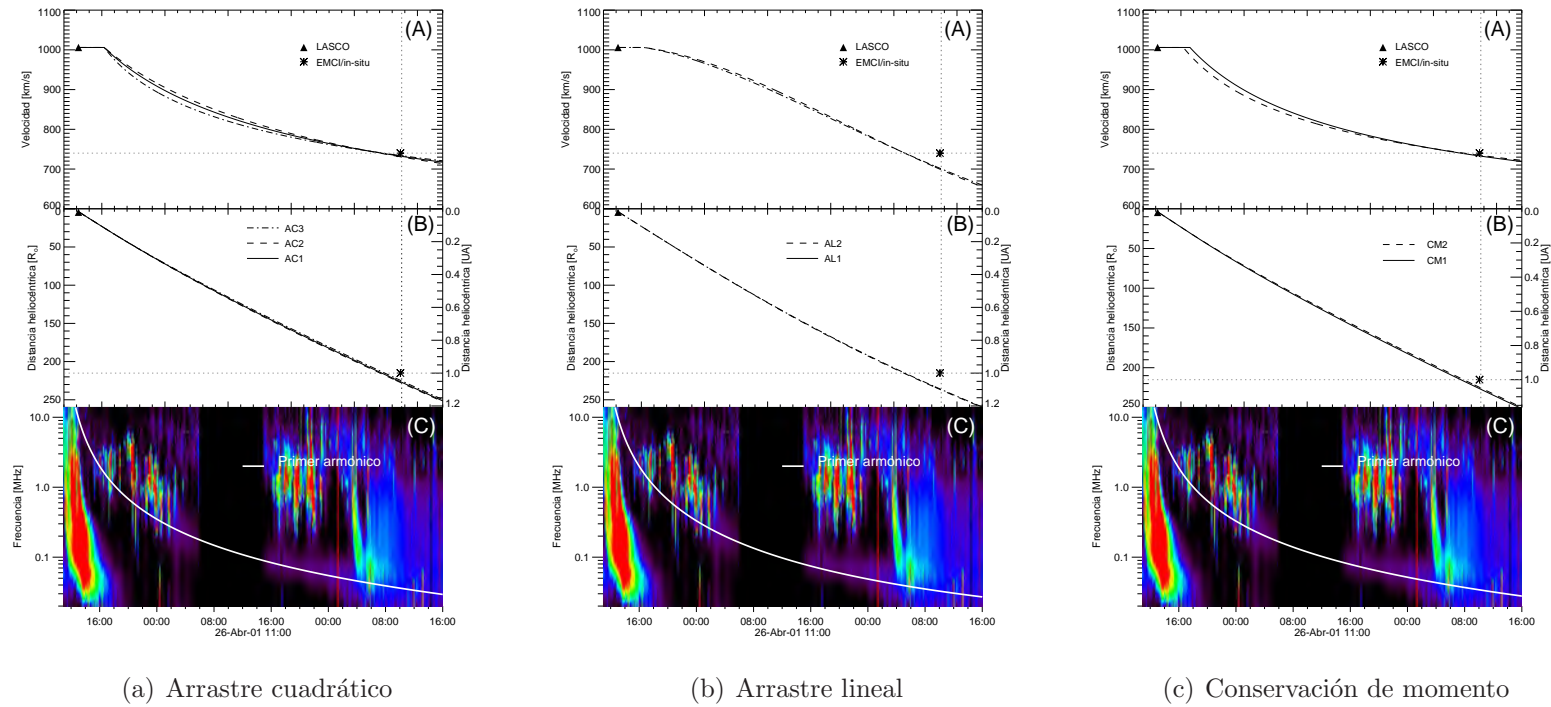 1100
1000
900
800
700
600
Velocidad [km/s]
(A)
LASCO
EMCI/in-situ
0
50
100
150
200
250
Distancia heliocéntrica [R☉]
(B)
AC3
AC2
AC1
0.0
0.2
0.4
0.6
0.8
1.0
1.2
Distancia heliocéntrica [UA]
10.0
1.0
0.1
Frecuencia [MHz]
(C)
Primer armónico
16:00 00:00 08:00 16:00 00:00 08:00 16:00
26-Abr-01 11:00
(a) Arrastre cuadrático
1100
1000
900
800
700
600
Velocidad [km/s]
(A)
LASCO
EMCI/in-situ
0
50
100
150
200
250
Distancia heliocéntrica [R☉]
(B)
AL2
AL1
0.0
0.2
0.4
0.6
0.8
1.0
Distancia heliocéntrica [UA]
10.0
1.0
0.1
Frecuencia [MHz]
(C)
Primer armónico
16:00 00:00 08:00 16:00 00:00 08:00 16:00
26-Abr-01 11:00
(b) Arrastre lineal
1100
1000
900
800
700
600
Velocidad [km/s]
(A)
LASCO
EMCI/in-situ
0
50
100
150
200
250
Distancia heliocéntrica [R☉]
(B)
CM2
CM1
0.0
0.2
0.4
0.6
0.8
1.0
Distancia heliocéntrica [UA]
10.0
1.0
0.1
Frecuencia [MHz]
(C)
Primer armónico
16:00 00:00 08:00 16:00 00:00 08:00 16:00
26-Abr-01 11:00
(c) Conservación de momento